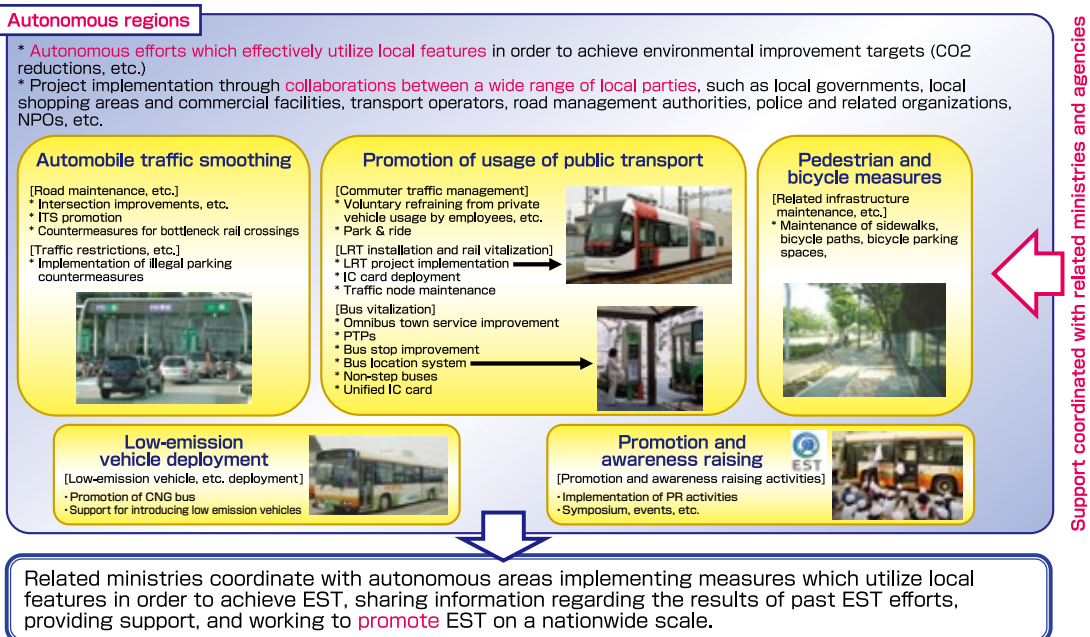 Autonomous regions
* Autonomous efforts which effectively utilize local features in order to achieve environmental improvement targets (CO2
reductions, etc.)
* Project implementation through collaborations between a wide range of local parties, such as local governments, local
shopping areas and commercial facilities, transport operators, road management authorities, police and related organizations,
NPOs, etc.
Automobile traffic smoothing
[Road maintenance, etc.]
* Intersection improvements, etc.
* ITS promotion
* Countermeasures for bottleneck rail crossings
[Traffic restrictions, etc.]
* Implementation of illegal parking
countermeasures
Promotion of usage of public transport
[Commuter traffic management]
* Voluntary refraining from private
vehicle usage by employees, etc.
* Park & ride
[LRT installation and rail vitalization]
* LRT project implementation
* IC card deployment
* Traffic node maintenance
[Bus vitalization]
* Omnibus town service improvement
* PTPs
* Bus stop improvement
* Bus location system
* Non-step buses
* Unified IC card
Pedestrian and
bicycle measures
[Related infrastructure
maintenance, etc.]
* Maintenance of sidewalks,
bicycle paths, bicycle parking
spaces,
Low-emission
vehicle deployment
[Low-emission vehicle, etc. deployment]
・Promotion of CNG bus
・Support for introducing low emission vehicles
Promotion and
awareness raising
EST
[Promotion and awareness raising activities]
・Implementation of PR activities
・Symposium, events, etc.
Support coordinated with related ministries and agencies
Related ministries coordinate with autonomous areas implementing measures which utilize local
features in order to achieve EST, sharing information regarding the results of past EST efforts,
providing support, and working to promote EST on a nationwide scale.